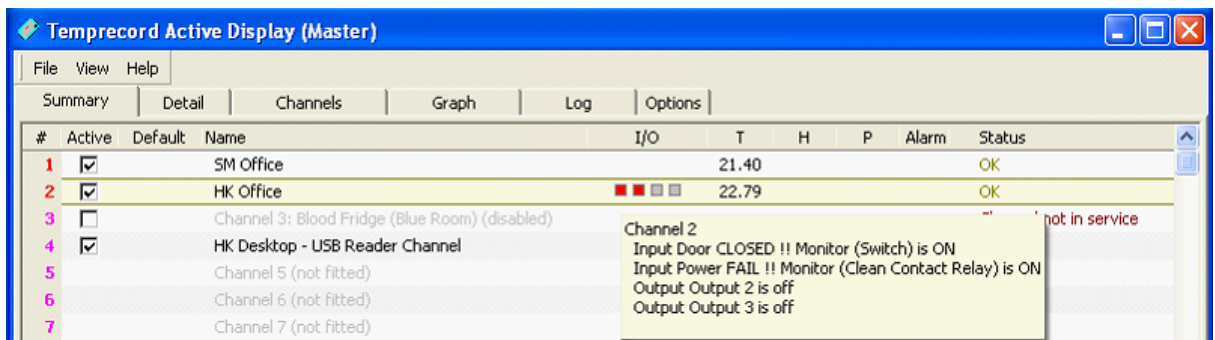 Temprecord Active Display (Master)
File View Help
Summary Detail Channels Graph Log Options
# Active Default Name I/O T H P Alarm Status
1 SM Office 21.40 OK
2 HK Office 22.79 OK
3 Channel 3: Blood Fridge (Blue Room) (disabled) not in service
4 HK Desktop - USB Reader Channel
5 Channel 5 (not fitted)
6 Channel 6 (not fitted)
7 Channel 7 (not fitted)
Channel 2
Input Door CLOSED !! Monitor (Switch) is ON
Input Power FAIL !! Monitor (Clean Contact Relay) is ON
Output Output 2 is off
Output Output 3 is off